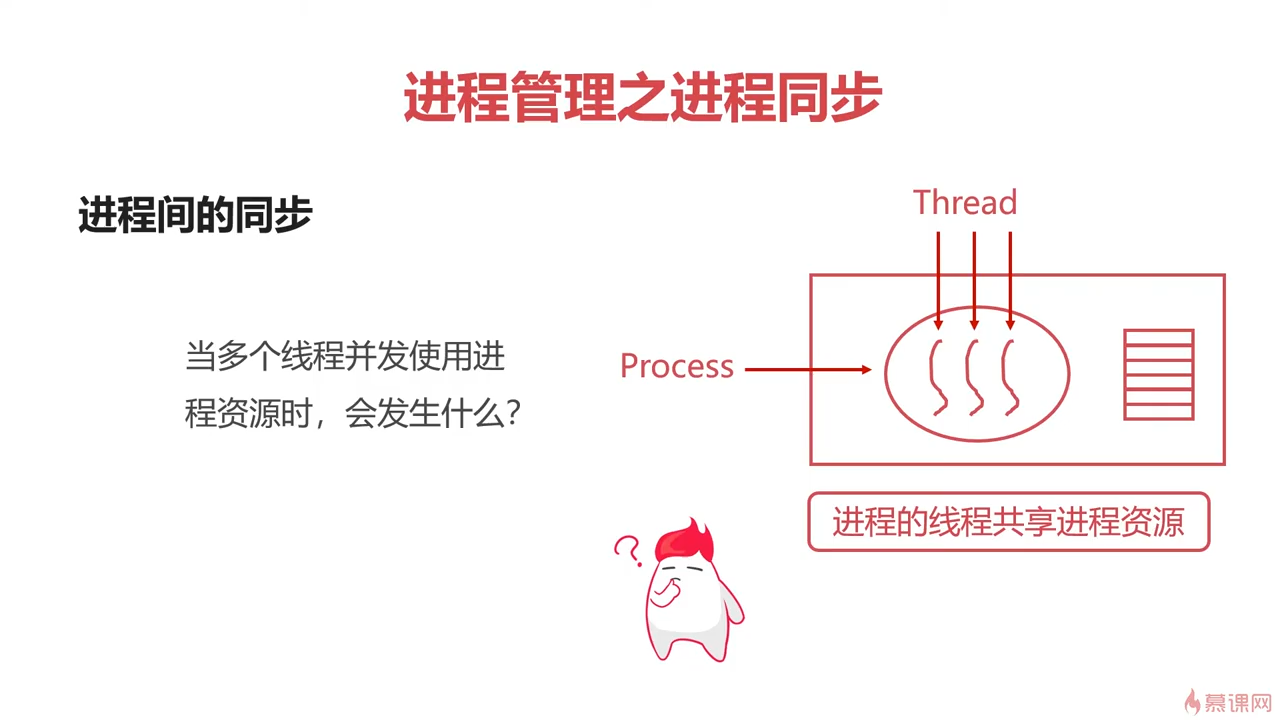 进程管理之进程同步
进程间的同步
Thread
当多个线程并发使用进
程资源时，会发生什么？
Process
进程的线程共享进程资源
?
慕课网